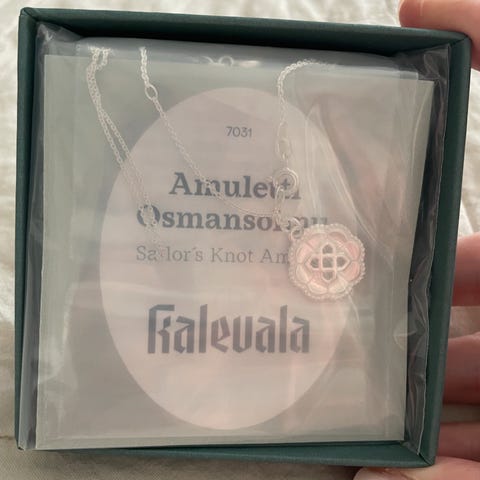 7031
Amuletti
Osmansolmu
Sailor´s Knot
Kalevala